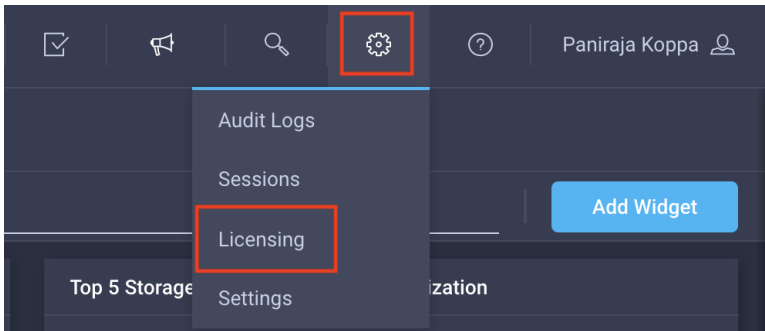 Paniraja Koppa
Audit Logs
Sessions
Add Widget
Licensing
Top 5 Storage ization
Settings